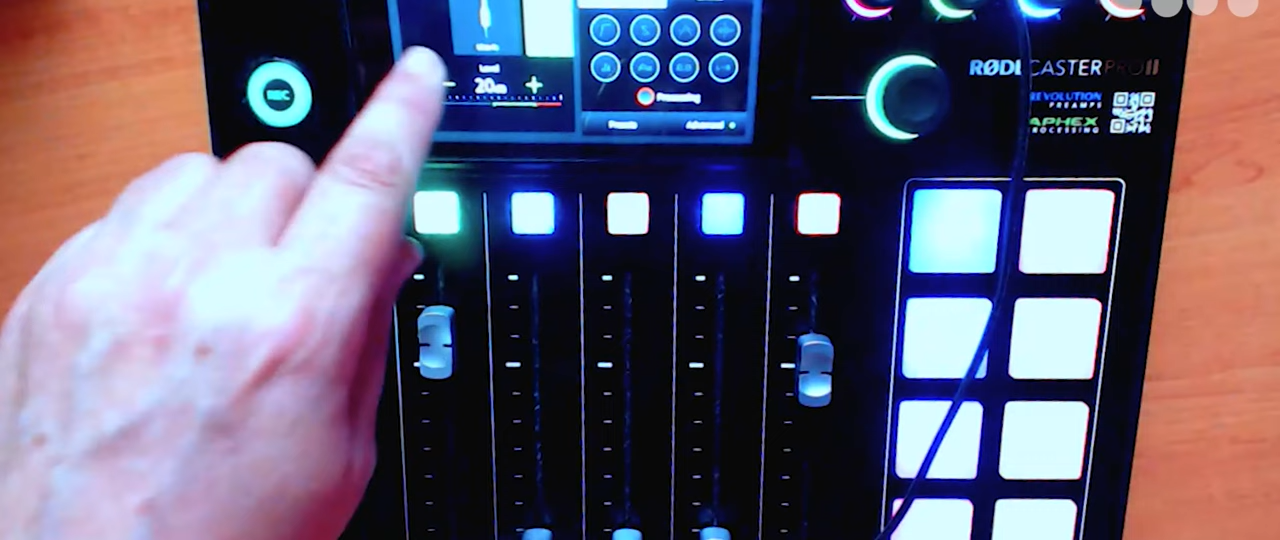 Level
20
REC
Processing
Presets
Advanced
RØDECASTER PRO II
REVOLUTION
PREAMPS
APHEX
PROCESSING